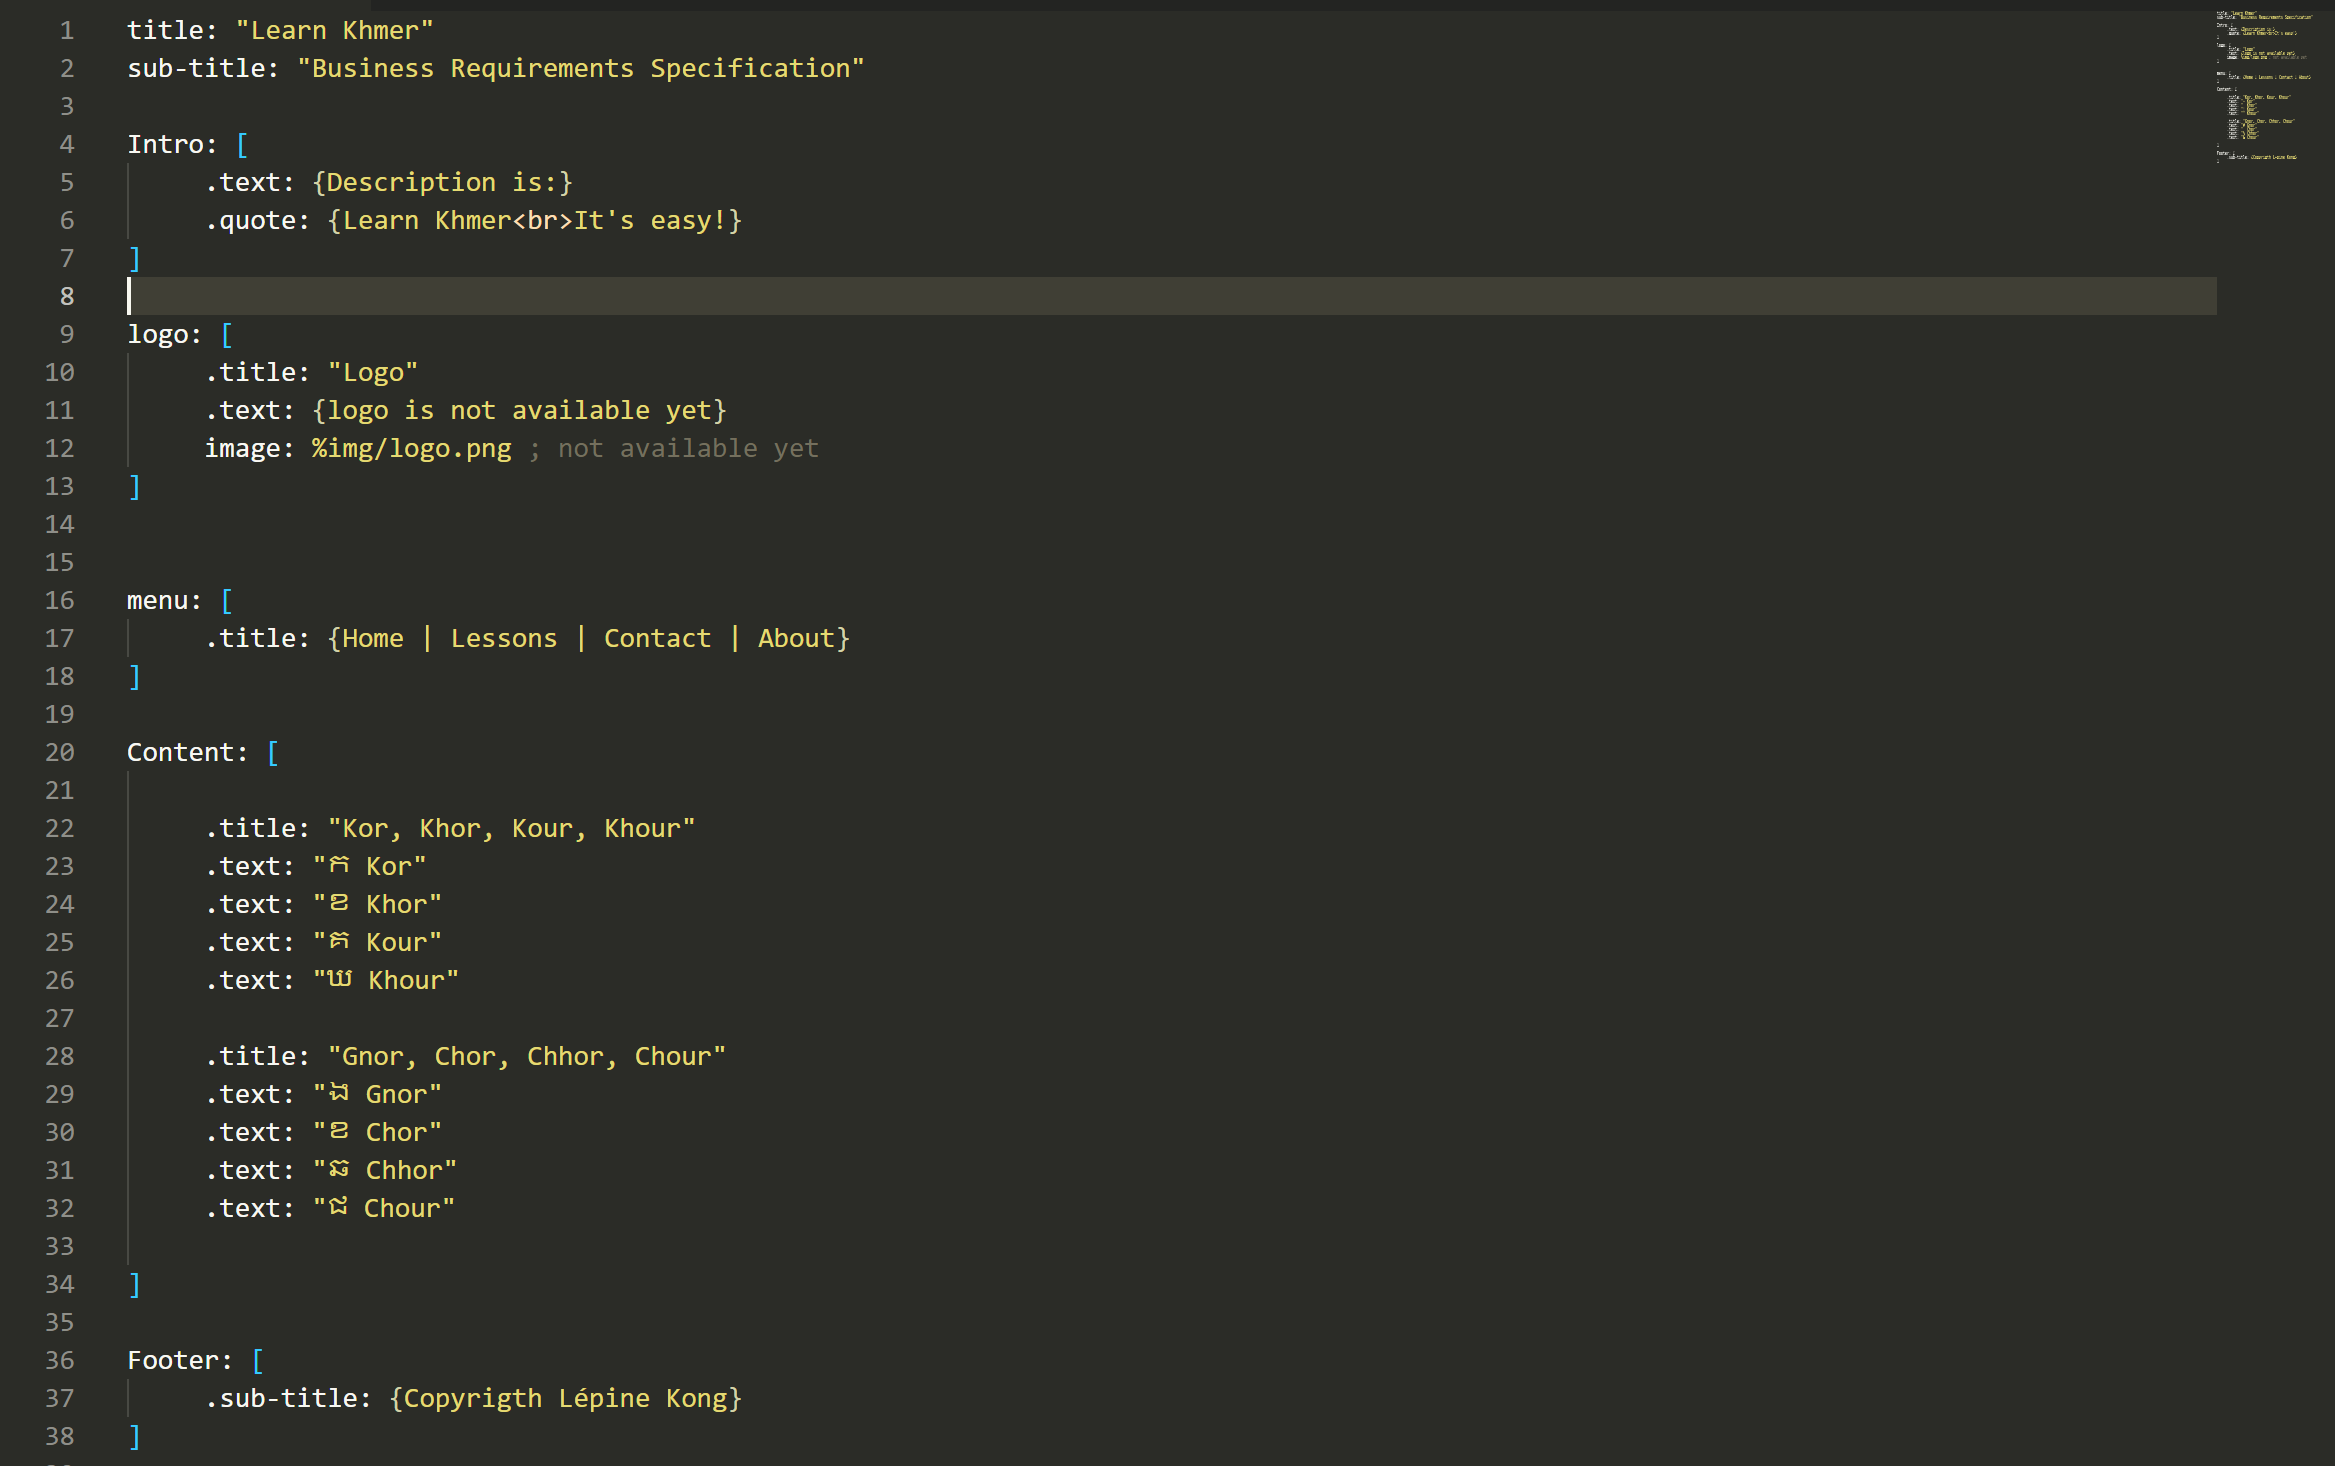 1 title: "Learn Khmer"
2 sub-title: "Business Requirements Specification"
3
4 Intro: [
5 .text: {Description is:}
6 .quote: {Learn Khmer<br>It's easy!}
7 ]
8
9 logo: [
10 .title: "Logo"
11 .text: {logo is not available yet}
12 image: %img/logo.png ; not available yet
13 ]
14
15
16 menu: [
17 .title: {Home | Lessons | Contact | About}
18 ]
19
20 Content: [
21
22 .title: "Kor, Khor, Kour, Khour"
23 .text: "ក Kor"
24 .text: "ខ Khor"
25 .text: "គ Kour"
26 .text: "ឃ Khour"
27
28 .title: "Gnor, Chor, Chhor, Chour"
29 .text: "ង Gnor"
30 .text: "ខ Chor"
31 .text: "ឆ Chhor"
32 .text: "ជ Chour"
33
34 ]
35
36 Footer: [
37 .sub-title: {Copyrigth Lépine Kong}
38 ]